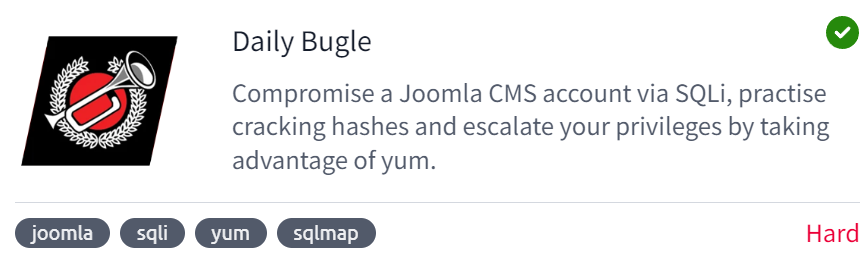 Daily Bugle
Compromise a Joomla CMS account via SQLi, practise
cracking hashes and escalate your privileges by taking
advantage of yum.
joomla sqli yum sqlmap Hard